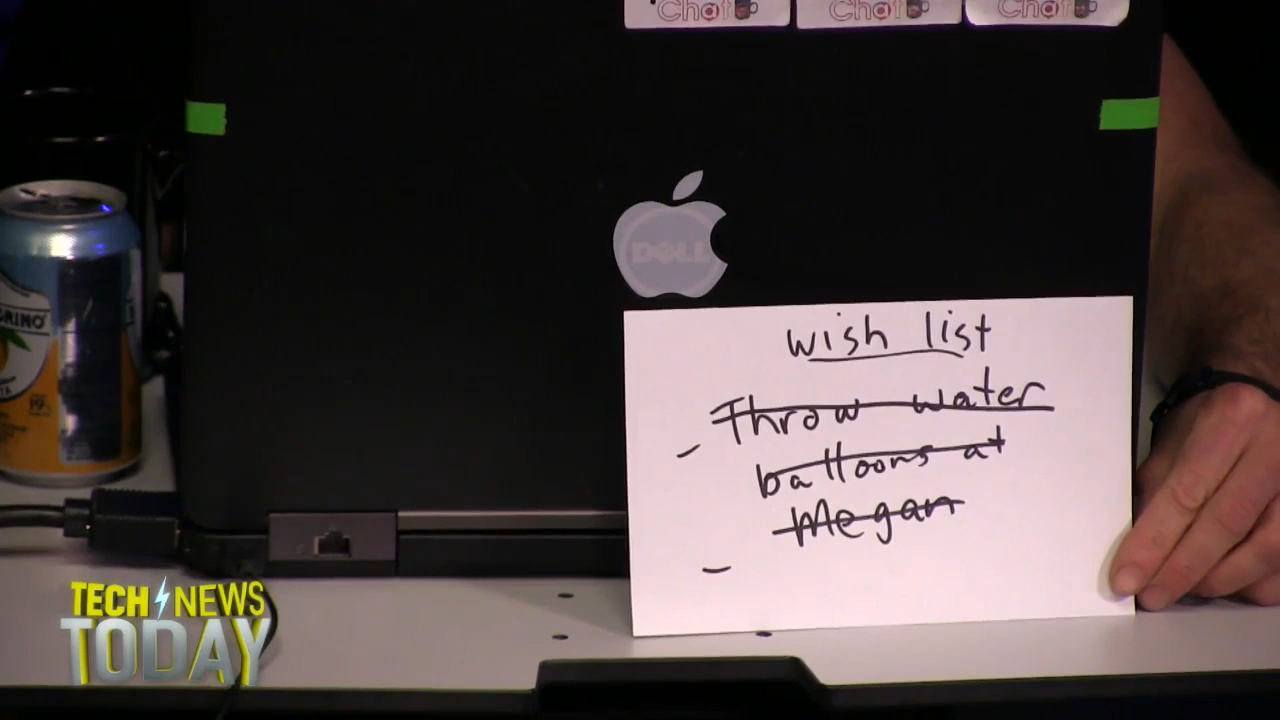 Chat Chat Chat
DELL
wish list
- Throw water
balloons at
Megan
-
TECH NEWS
TODAY